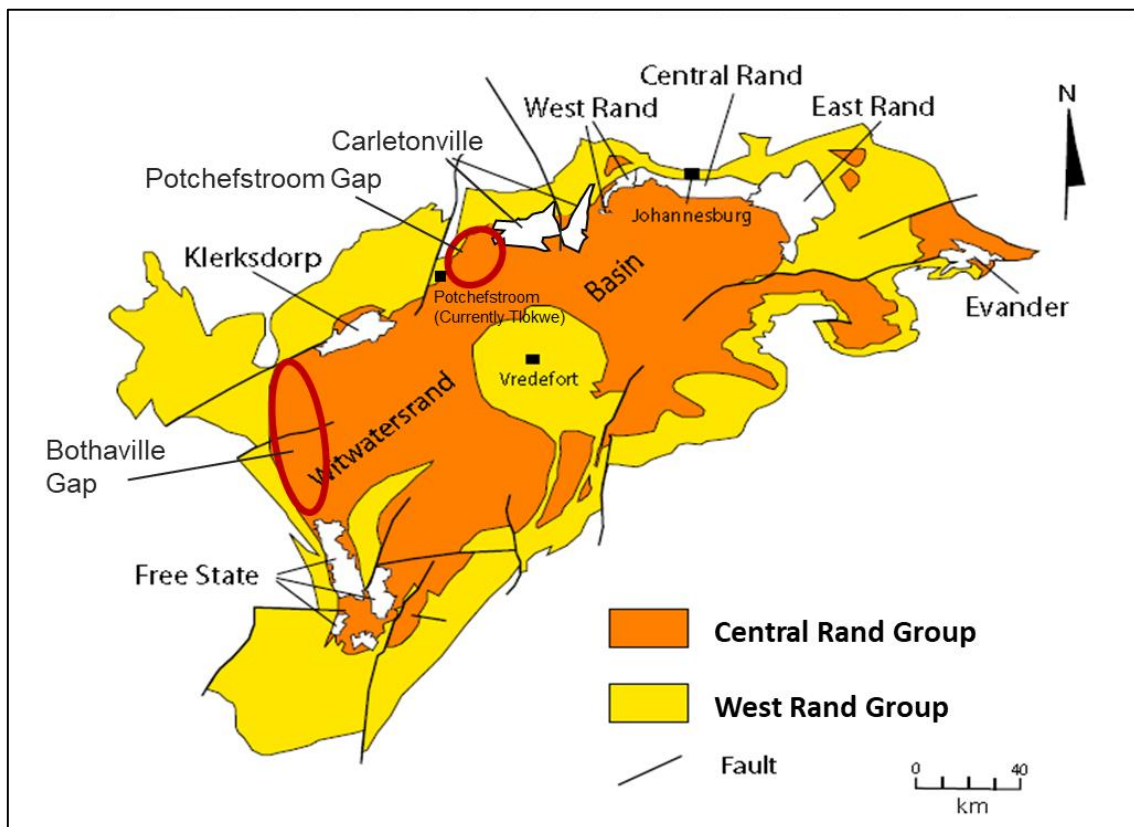 Central Rand
West Rand
East Rand
N
Carletonville
Potchefstroom Gap
Johannesburg
Klerksdorp
Basin
Potchefstroom
(Currently Tlokwe)
Evander
Vredefort
Witwatersrand
Bothaville
Gap
Free State
Central Rand Group
West Rand Group
Fault
0 40
km